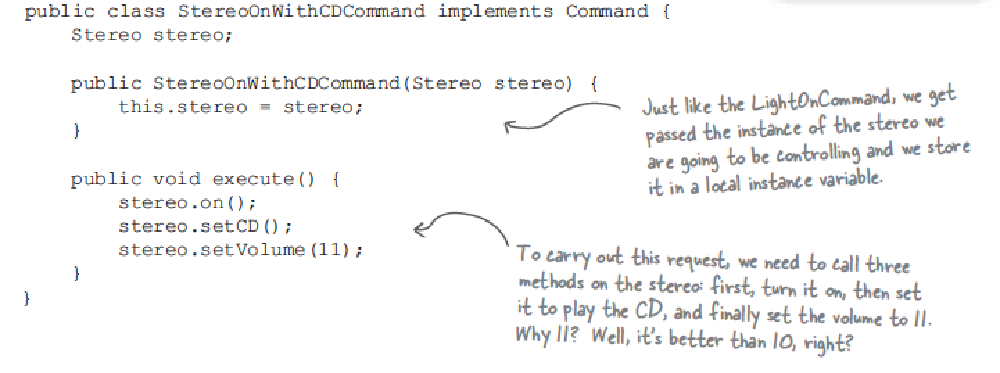 public class StereoOnWithCDCommand implements Command {
Stereo stereo;
public StereoOnWithCDCommand(Stereo stereo) {
this.stereo = stereo;
}
Just like the LightOnCommand, we get
passed the instance of the stereo we
are going to be controlling and we store
it in a local instance variable.
public void execute() {
stereo.on();
stereo.setCD();
stereo.setVolume(11);
}
}
To carry out this request, we need to call three
methods on the stereo: first, turn it on, then set
it to play the CD, and finally set the volume to 11.
Why 11? Well, it's better than 10, right?